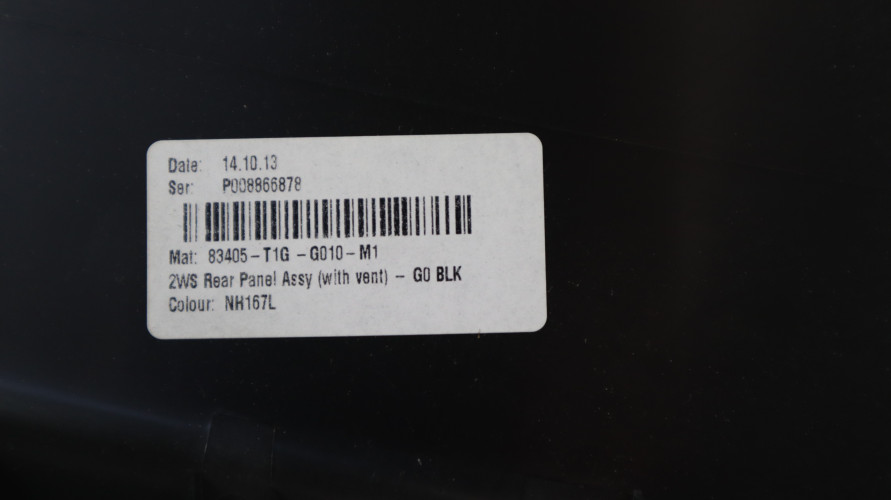 Date: 14.10.13
Ser: P008866878
Mat: 83405-T1G -G010-M1
2WS Rear Panel Assy (with vent) - G0 BLK
Colour: NH167L